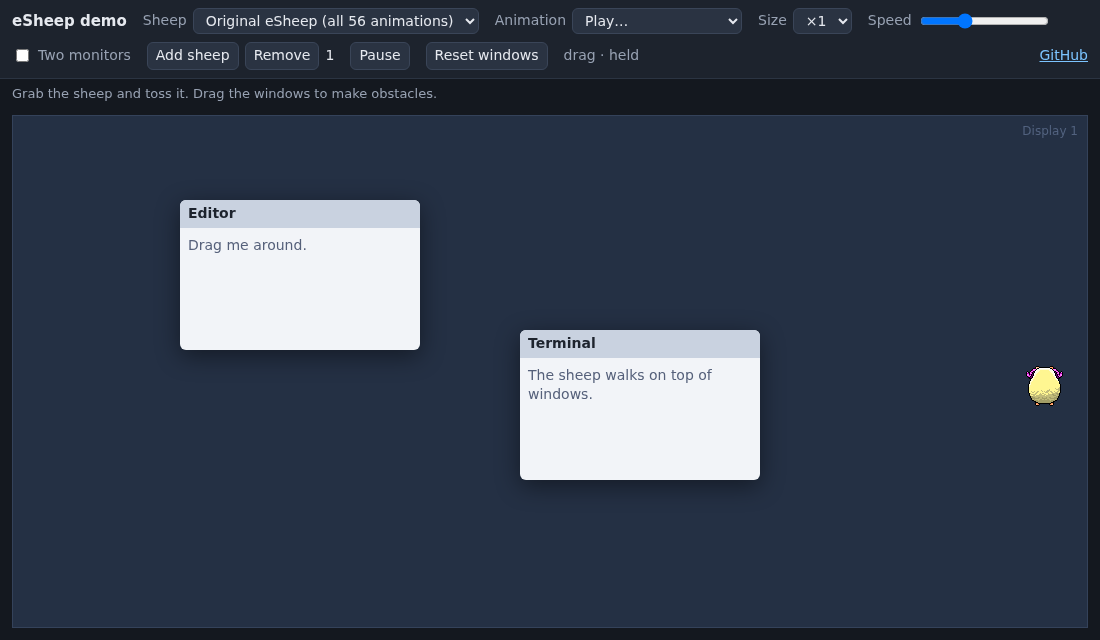 eSheep demo Sheep Original eSheep (all 56 animations) Animation Play... Size ×1 Speed
Two monitors Add sheep Remove 1 Pause Reset windows drag · held GitHub
Grab the sheep and toss it. Drag the windows to make obstacles.
Display 1
Editor
Drag me around.
Terminal
The sheep walks on top of
windows.